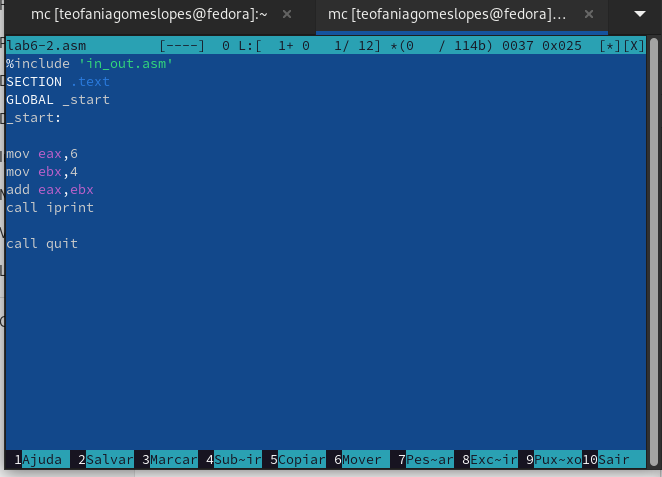 mc [teofaniagomeslopes@fedora]:~ × mc [teofaniagomeslopes@fedora]... ×
lab6-2.asm [----] 0 L:[ 1+ 0 1/ 12] *(0 / 114b) 0037 0x025 [*][X]
%include 'in_out.asm'
SECTION .text
GLOBAL _start
_start:
mov eax,6
mov ebx,4
add eax,ebx
call iprint
call quit
1Ajuda 2Salvar 3Marcar 4Sub~ir 5Copiar 6Mover 7Pes~ar 8Exc~ir 9Pux~xo 10Sair